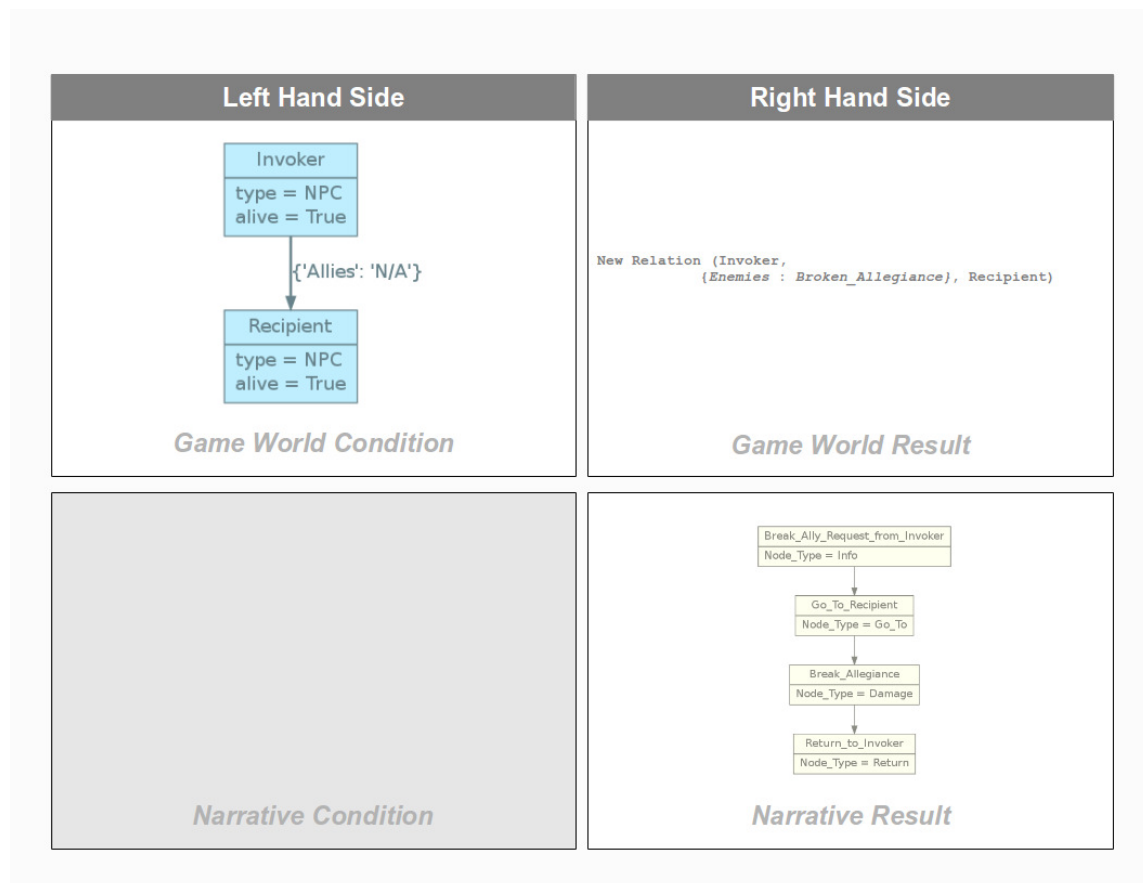 Left Hand Side
Right Hand Side
Invoker
type = NPC
alive = True
{'Allies': 'N/A'}
Recipient
type = NPC
alive = True
Game World Condition
New Relation (Invoker,
{Enemies : Broken_Allegiance}, Recipient)
Game World Result
Narrative Condition
Break_Ally_Request_from_Invoker
Node_Type = Info
Go_To_Recipient
Node_Type = Go_To
Break_Allegiance
Node_Type = Damage
Return_to_Invoker
Node_Type = Return
Narrative Result